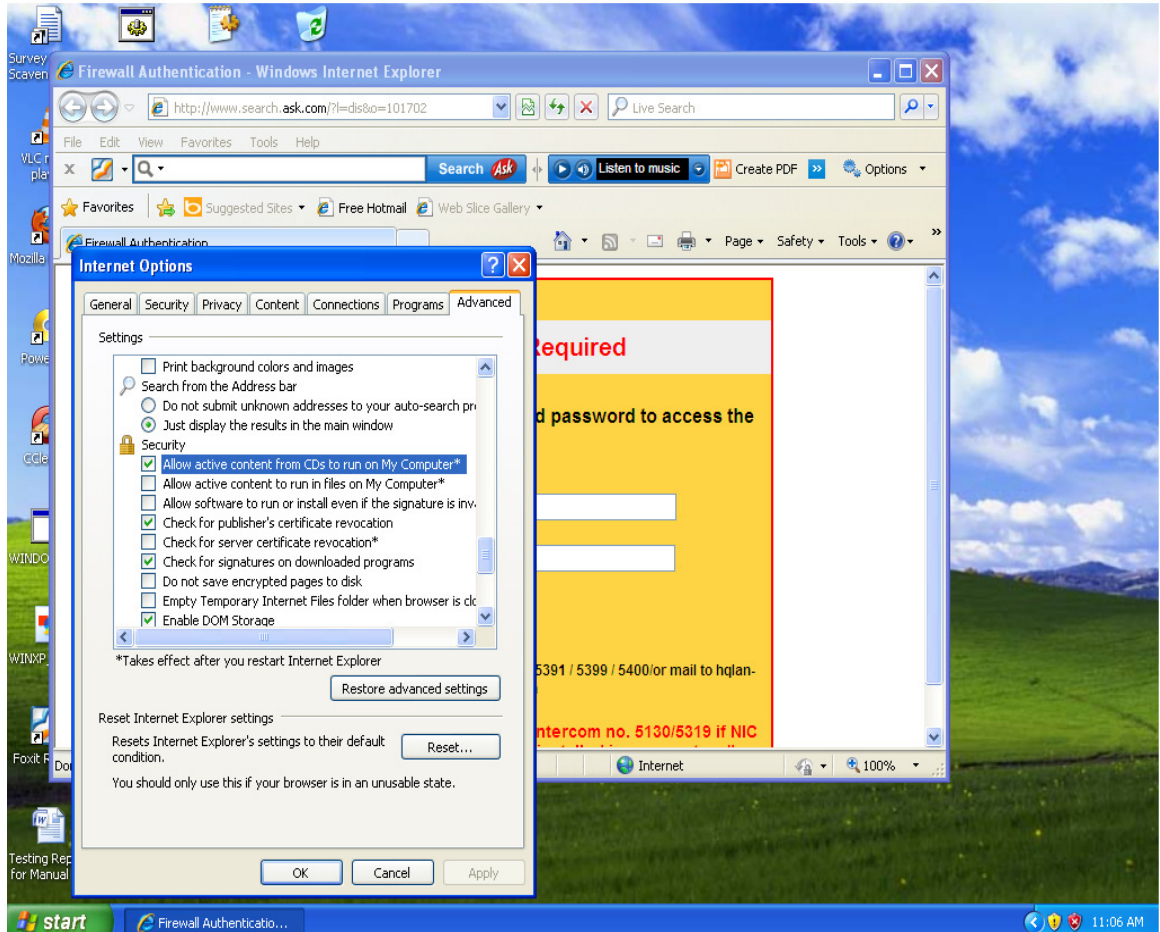 Survey
Scaven
VLC
pla
Mozilla
Powe
CCle
WINDO
WINXP
Foxit R
Testing Rep
for Manual
Firewall Authentication - Windows Internet Explorer
http://www.search.ask.com/?l=dis&o=101702
Live Search
File Edit View Favorites Tools Help
x Search Ask Listen to music Create PDF >> Options
Favorites Suggested Sites Free Hotmail Web Slice Gallery
Firewall Authentication Page Safety Tools >>
Internet Options
General Security Privacy Content Connections Programs Advanced
Settings
Print background colors and images
Search from the Address bar
Do not submit unknown addresses to your auto-search pr
Just display the results in the main window
Security
Allow active content from CDs to run on My Computer*
Allow active content to run in files on My Computer*
Allow software to run or install even if the signature is inv
Check for publisher's certificate revocation
Check for server certificate revocation*
Check for signatures on downloaded programs
Do not save encrypted pages to disk
Empty Temporary Internet Files folder when browser is clo
Enable DOM Storage
*Takes effect after you restart Internet Explorer
Restore advanced settings
Reset Internet Explorer settings
Resets Internet Explorer's settings to their default
condition.
Reset...
You should only use this if your browser is in an unusable state.
OK Cancel Apply
Required
d password to access the
5391 / 5399 / 5400/or mail to hqlan-
ntercom no. 5130/5319 if NIC
Do
Internet 100%
start Firewall Authenticatio... 11:06 AM